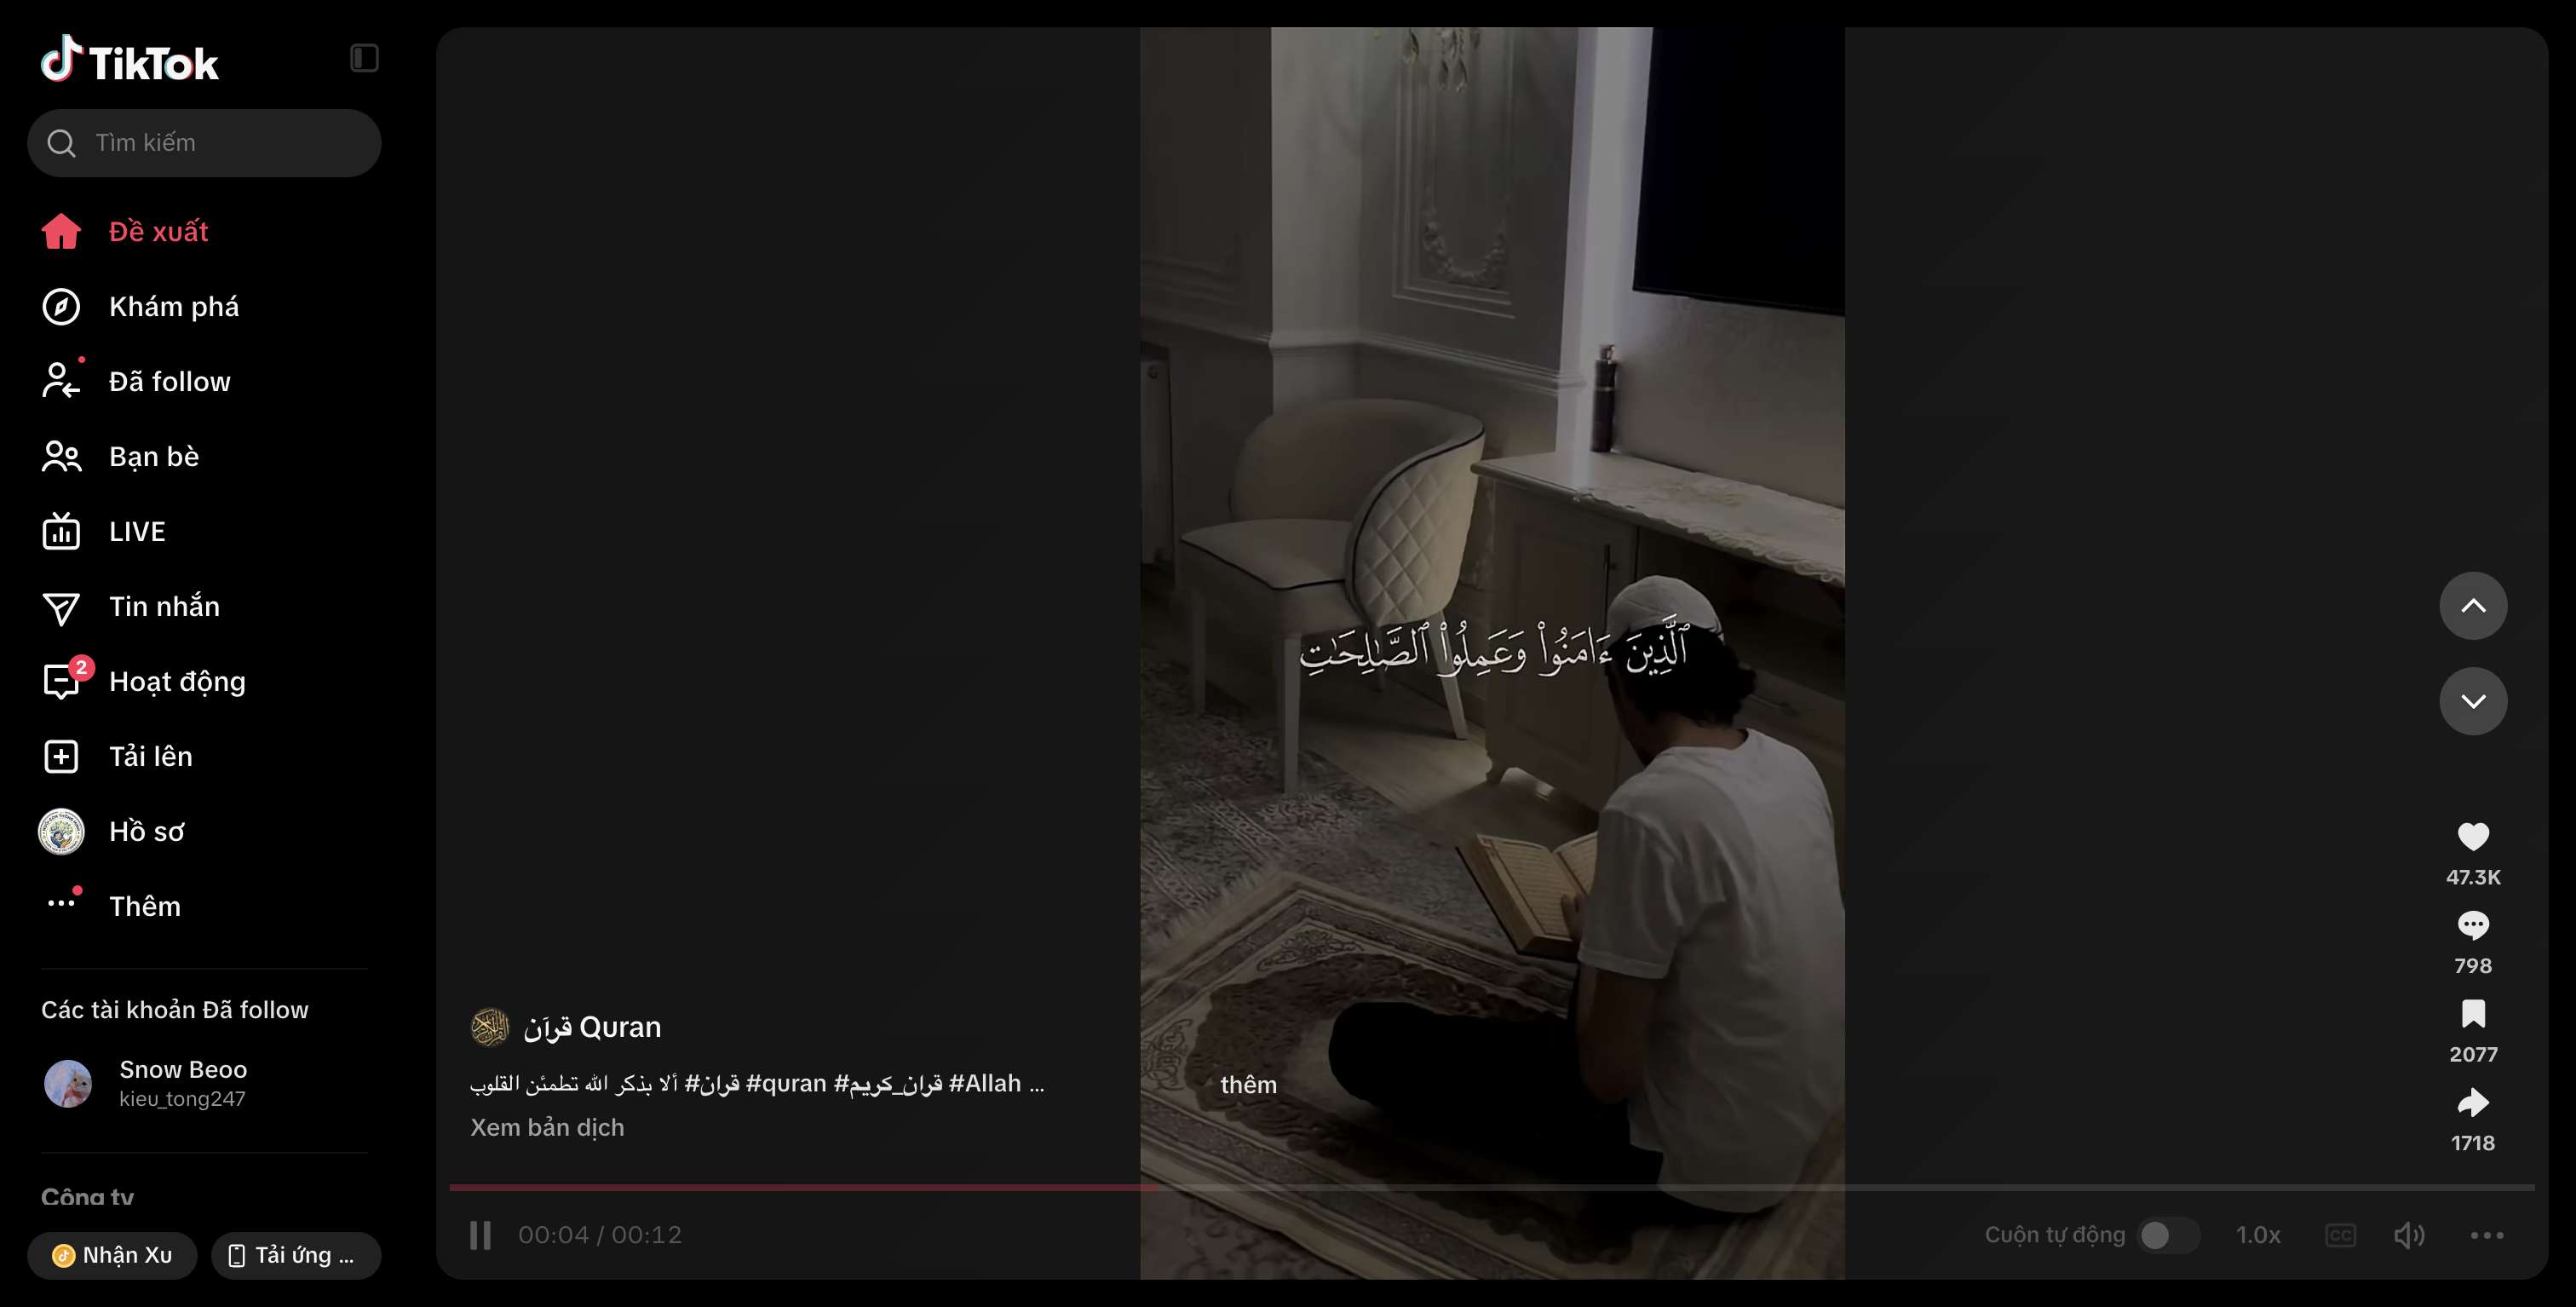 TikTok
Tìm kiếm
Đề xuất
Khám phá
Đã follow
Bạn bè
LIVE
Tin nhắn
2
Hoạt động
Tải lên
Hồ sơ
Thêm
Các tài khoản Đã follow
Snow Beoo
kieu_tong247
Công ty
Nhận Xu
Tải ứng ...
ٱلَّذِينَ ءَامَنُوا۟ وَعَمِلُوا۟ ٱلصَّـٰلِحَـٰتِ
قرآن Quran
ألا بذكر الله تطمئن القلوب #قران #quran #قران_كريم #Allah ...
thêm
Xem bản dịch
00:04 / 00:12
47.3K
798
2077
1718
Cuộn tự động
1.0x
CC